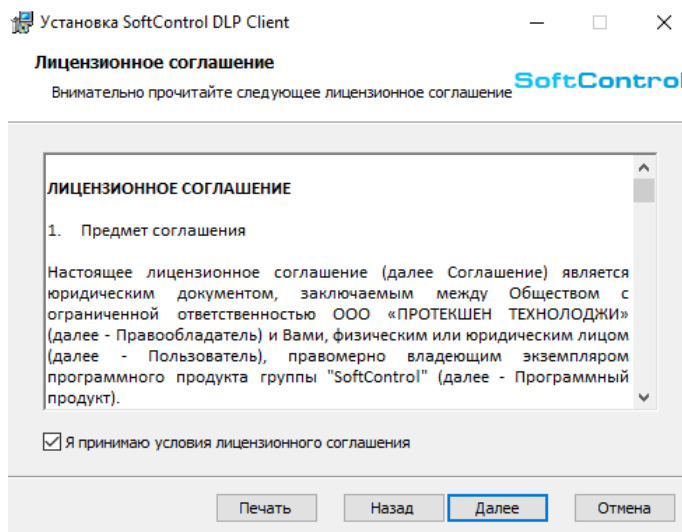 Установка SoftControl DLP Client
Лицензионное соглашение
Внимательно прочитайте следующее лицензионное соглашение
SoftControl
ЛИЦЕНЗИОННОЕ СОГЛАШЕНИЕ
1. Предмет соглашения
Настоящее лицензионное соглашение (далее Соглашение) является
юридическим документом, заключаемым между Обществом с
ограниченной ответственностью ООО «ПРОТЕКШЕН ТЕХНОЛОДЖИ»
(далее - Правообладатель) и Вами, физическим или юридическим лицом
(далее - Пользователь), правомерно владеющим экземпляром
программного продукта группы "SoftControl" (далее - Программный
продукт).
Я принимаю условия лицензионного соглашения
Печать
Назад
Далее
Отмена